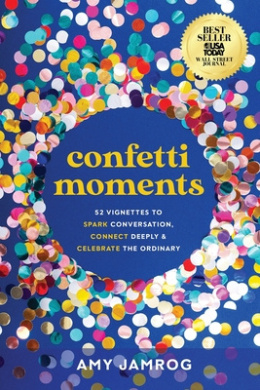 BEST
SELLER
USA
TODAY
WALL STREET
JOURNAL
confetti
moments
52 VIGNETTES TO
SPARK CONVERSATION,
CONNECT DEEPLY &
CELEBRATE THE ORDINARY
AMY JAMROG